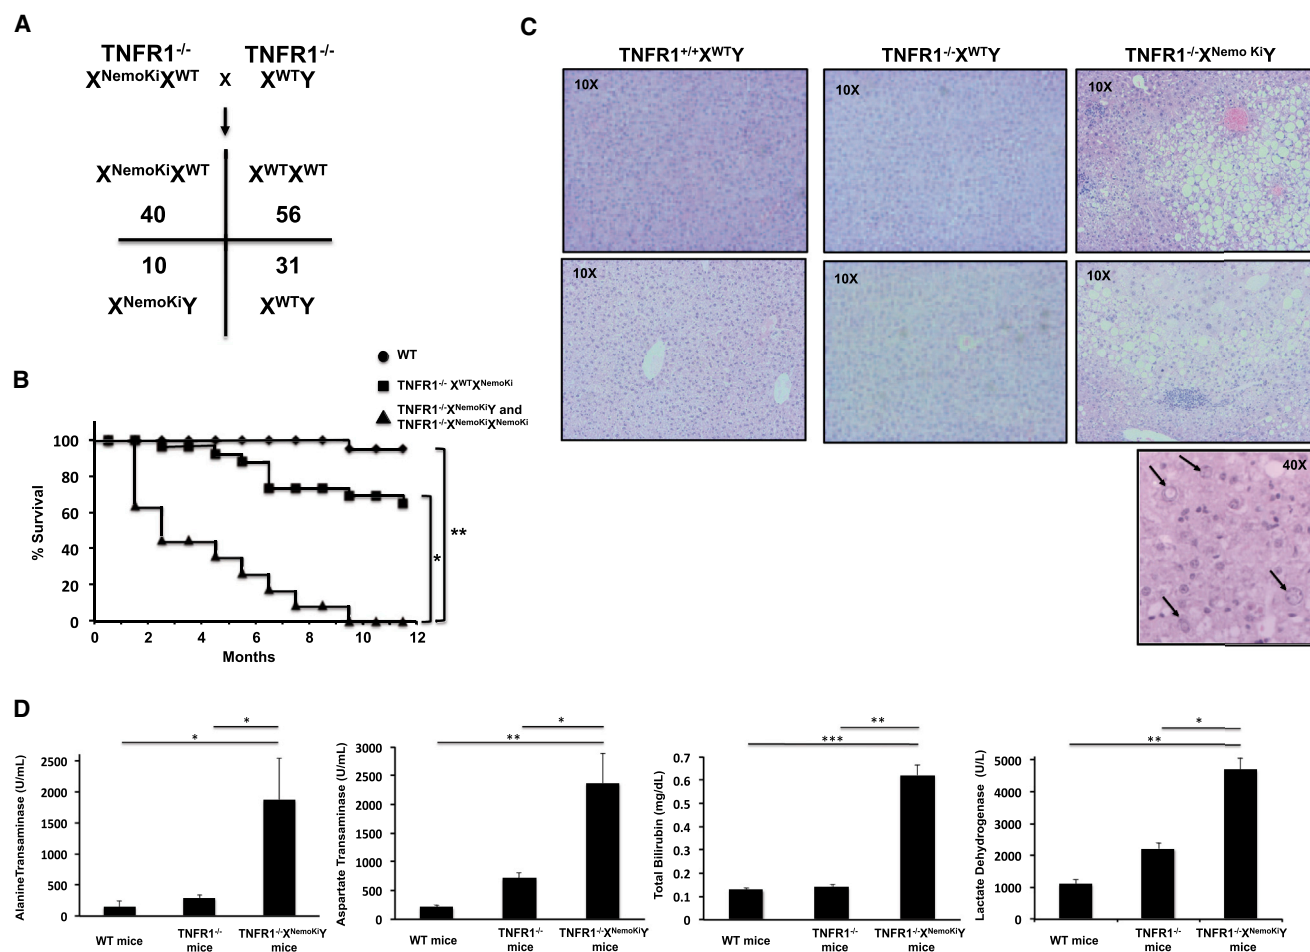 A
TNFR1-/- TNFR1-/-
XNemoKiXWT x XWTY
XNemoKiXWT XWTXWT
40 56
10 31
XNemoKiY XWTY
B
WT
TNFR1-/- XWTXNemoKi
TNFR1-/-XNemoKiY and
TNFR1-/-XNemoKiXNemoKi
% Survival
100
80
60
40
20
0
0 2 4 6 8 10 12
Months
*
**
C
TNFR1+/+XWTY TNFR1-/-XWTY TNFR1-/-XNemo KiY
10X 10X 10X
10X 10X 10X
40X
D
AlanineTransaminase (U/mL)
2500
2000
1500
1000
500
0
*
*
WT mice TNFR1-/- mice TNFR1-/-XNemoKiY mice
Aspartate Transaminase (U/mL)
3000
2500
2000
1500
1000
500
0
*
**
WT mice TNFR1-/- mice TNFR1-/-XNemoKiY mice
Total Bilirubin (mg/dL)
0.7
0.6
0.5
0.4
0.3
0.2
0.1
0
**
***
WT mice TNFR1-/- mice TNFR1-/-XNemoKiY mice
Lactate Dehydrogenase (U/L)
5000
4000
3000
2000
1000
0
*
**
WT mice TNFR1-/- mice TNFR1-/-XNemoKiY mice